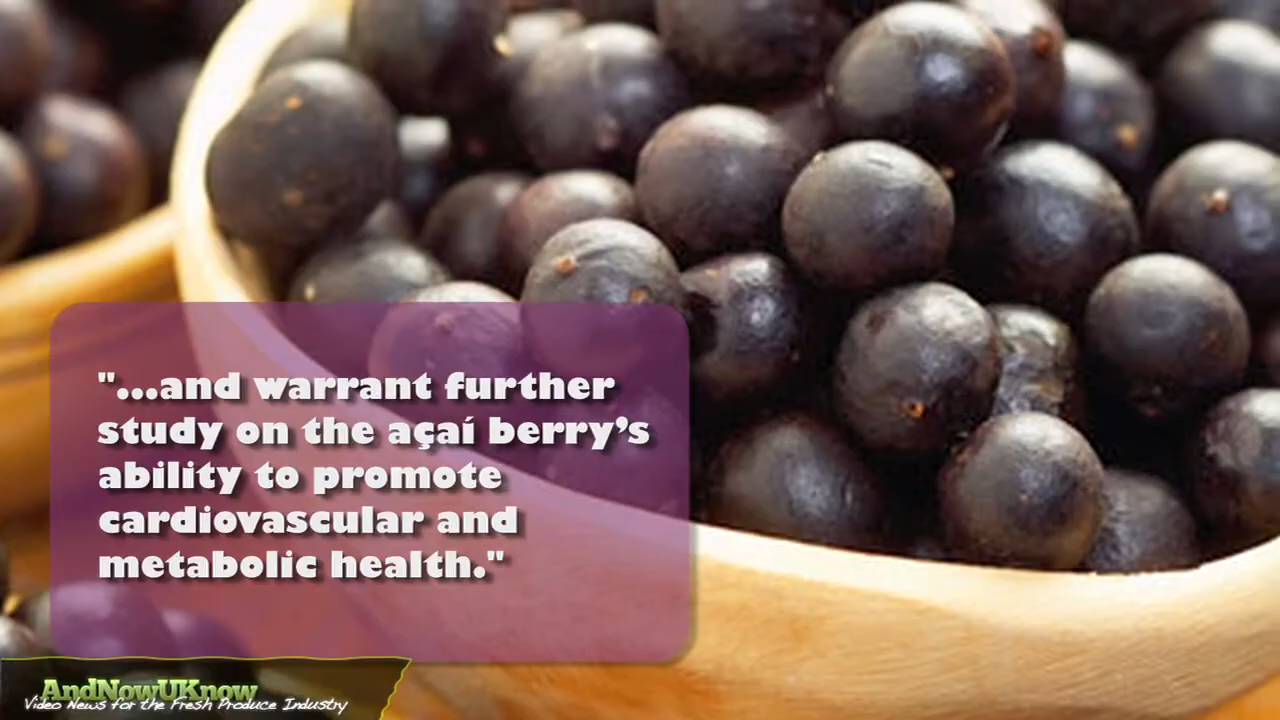 "...and warrant further
study on the açaí berry’s
ability to promote
cardiovascular and
metabolic health."
AndNowUKnow
Video News for the Fresh Produce Industry